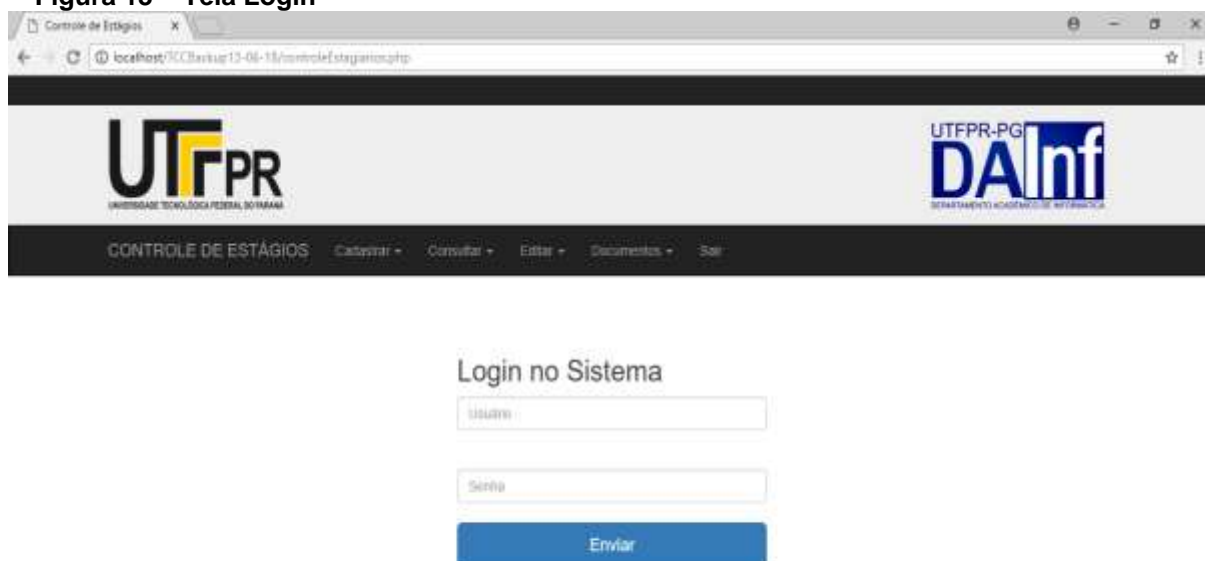 Figura 16 – Tela Login
Controle de Estágios
localhost/TCCBackup13-06-18/controleEstagiarios.php
UTFPR
UNIVERSIDADE TECNOLÓGICA FEDERAL DO PARANÁ
UTFPR-PG
DAInf
DEPARTAMENTO ACADÊMICO DE INFORMÁTICA
CONTROLE DE ESTÁGIOS Cadastrar Consultar Editar Documentos Sair
Login no Sistema
Usuário
Senha
Enviar